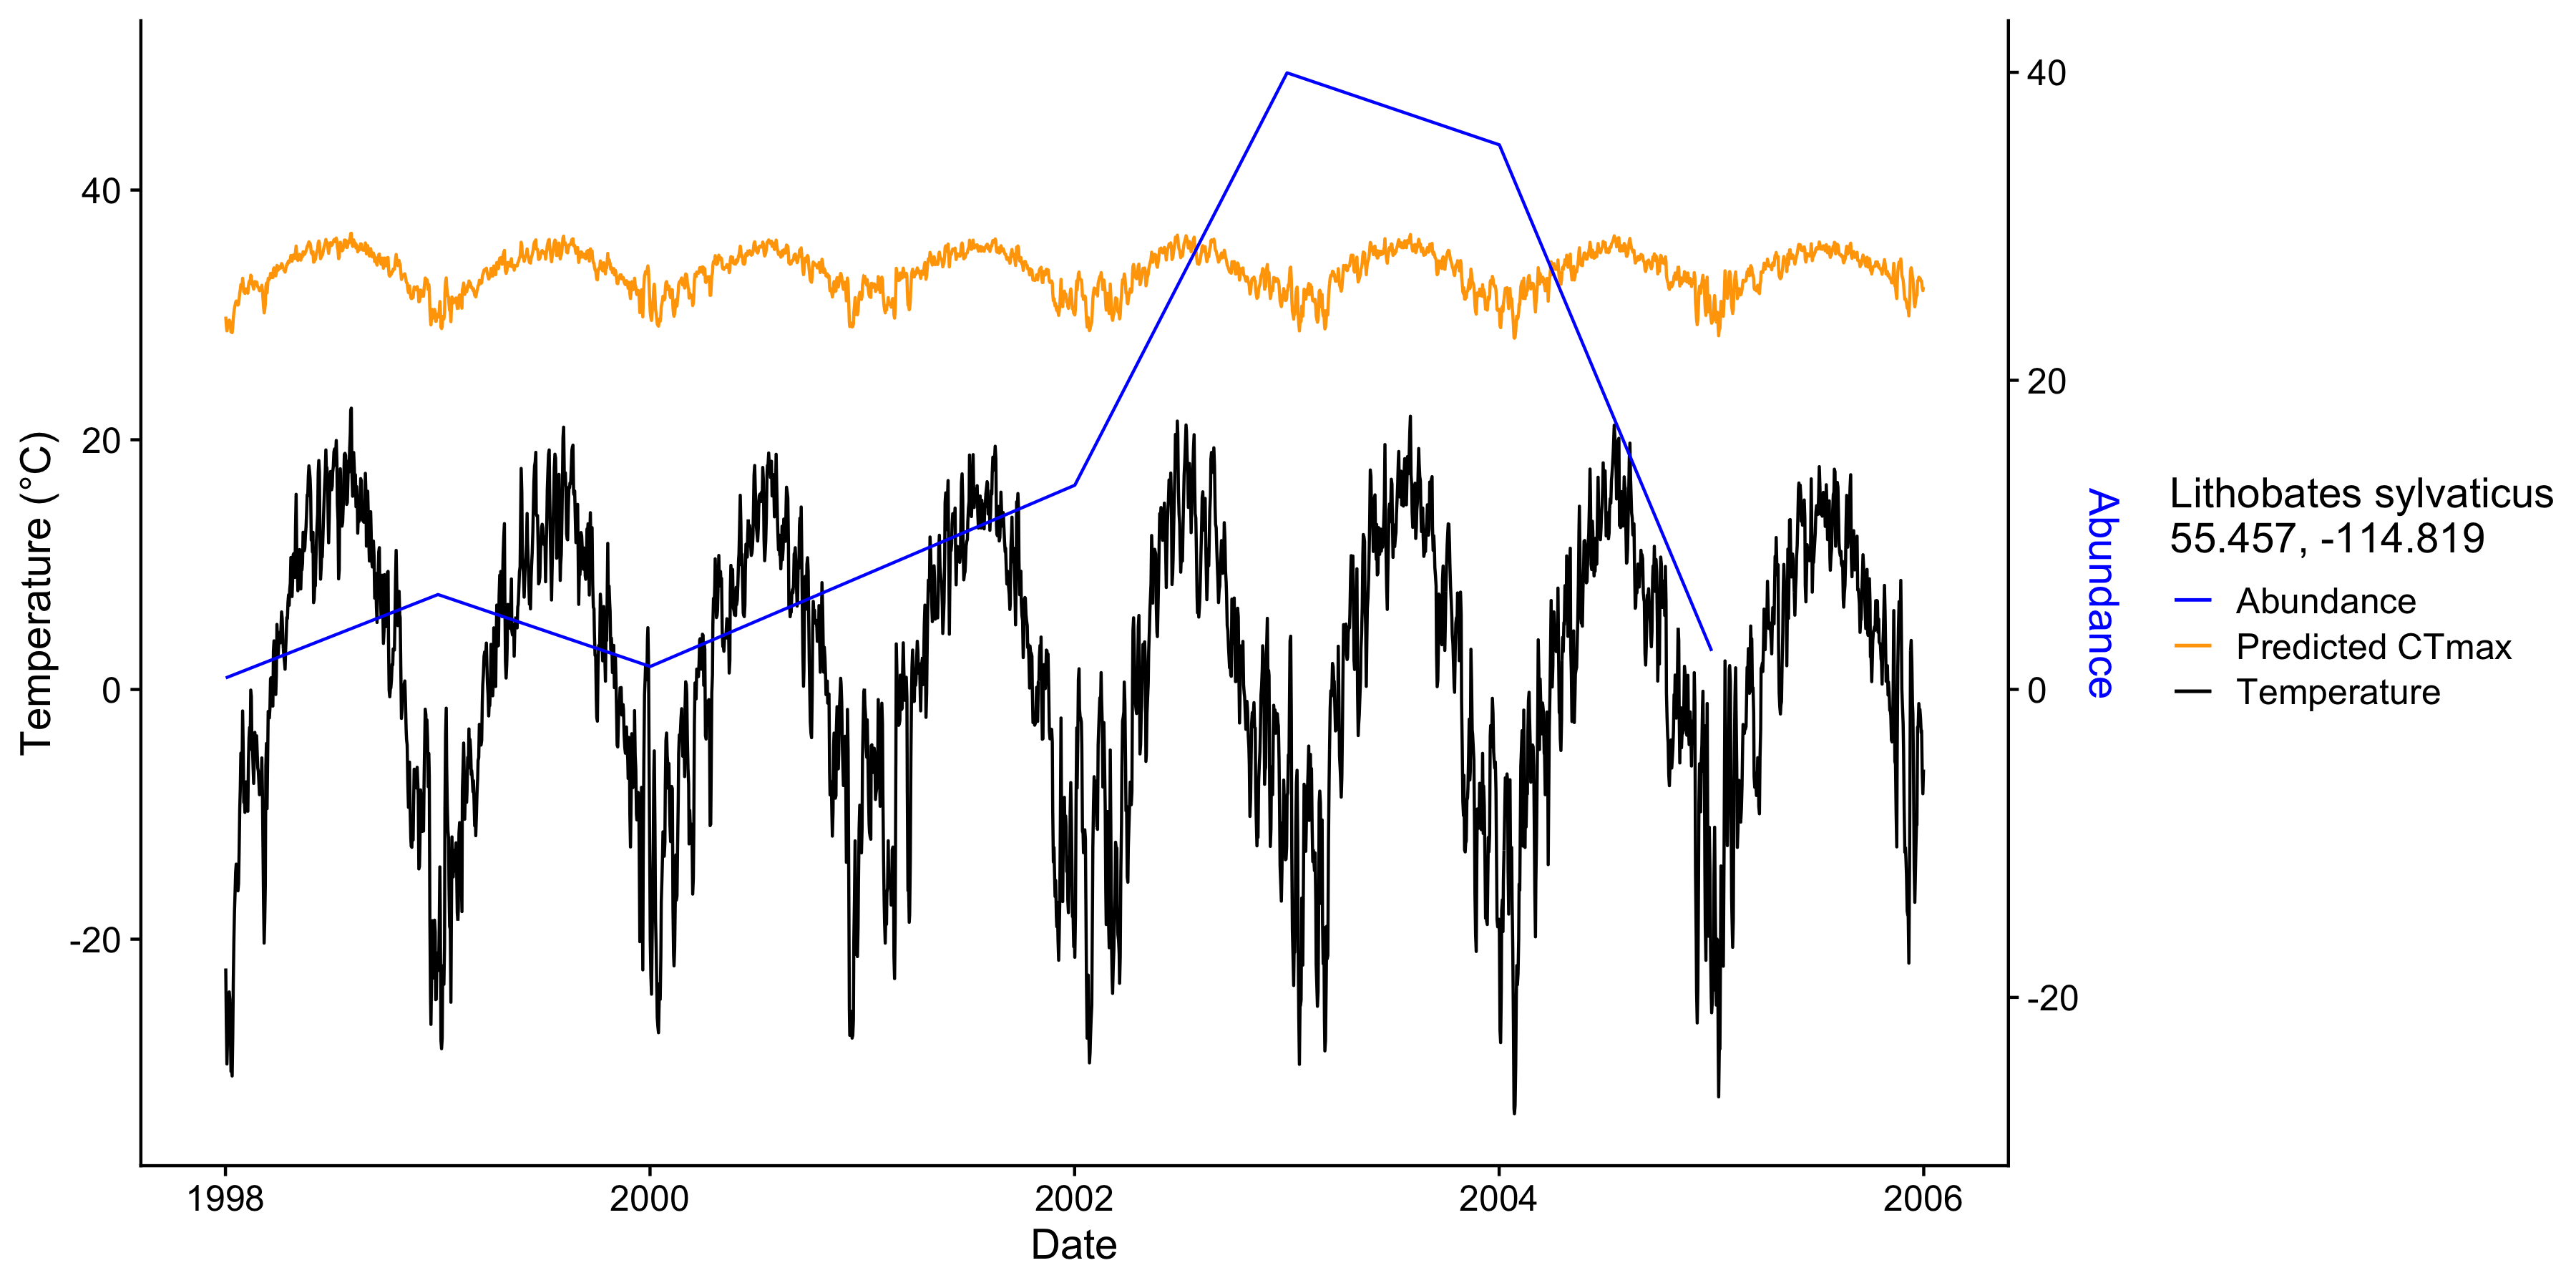 Temperature (°C)
40
20
0
-20
1998
2000
2002
2004
2006
Date
40
20
0
-20
Abundance
Lithobates sylvaticus
55.457, -114.819
Abundance
Predicted CTmax
Temperature